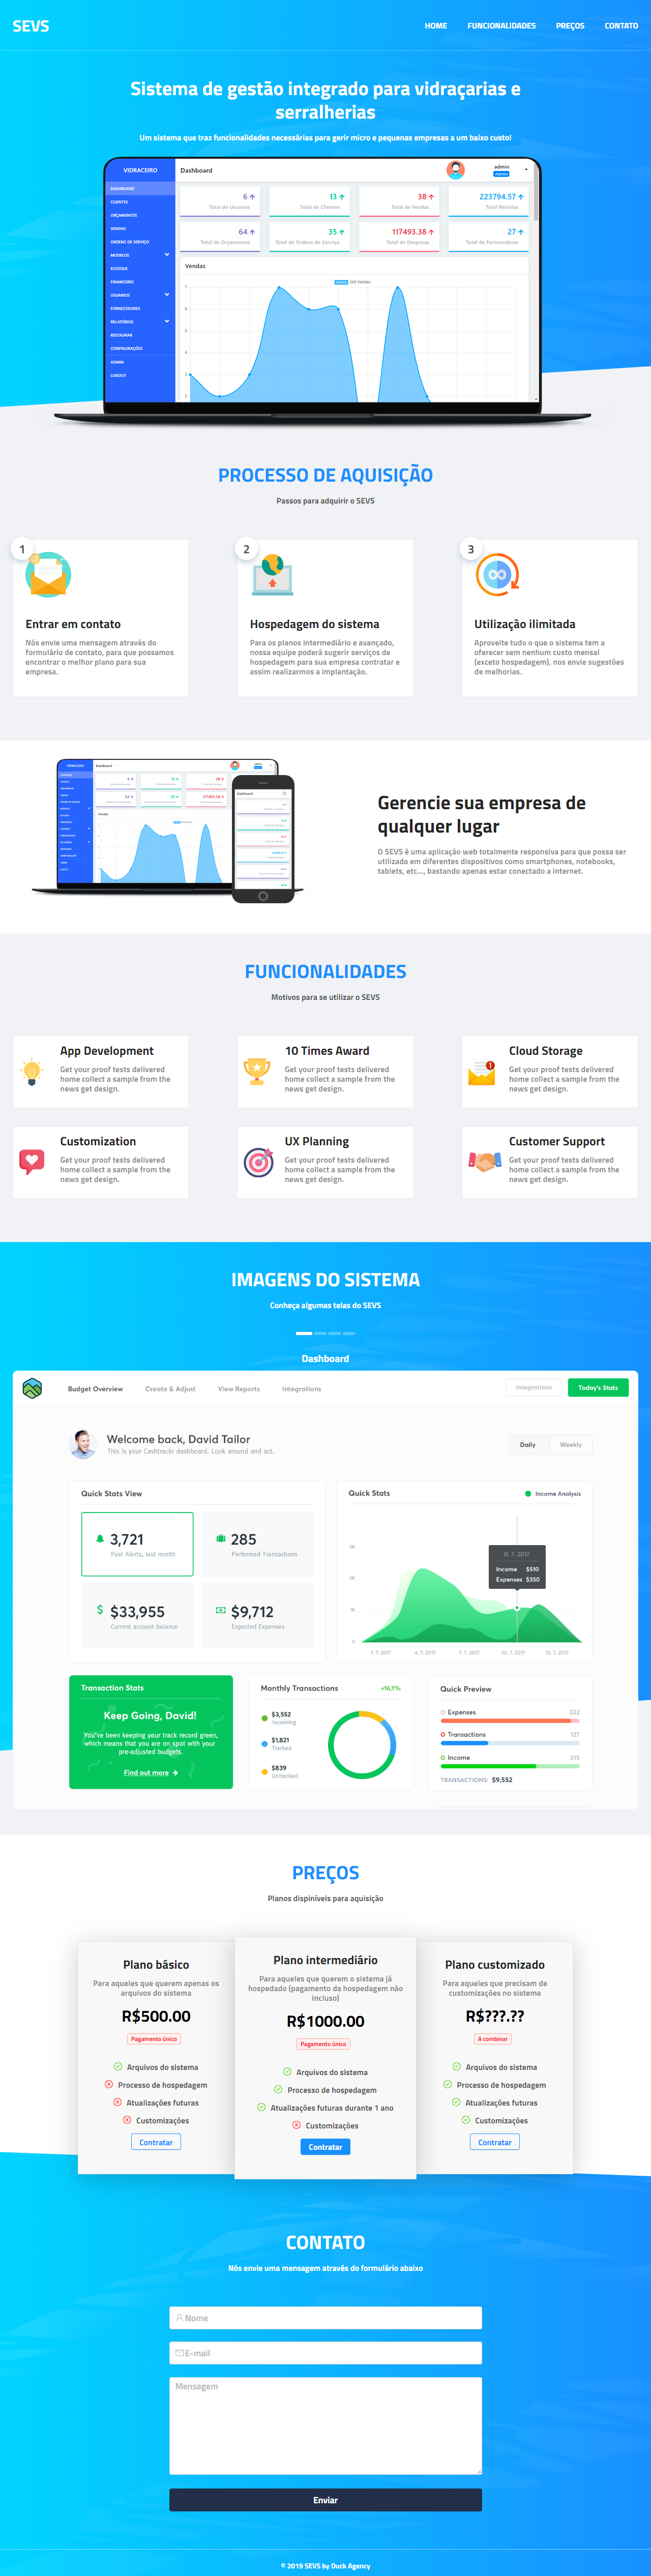 SEVS
HOME FUNCIONALIDADES PREÇOS CONTATO
Sistema de gestão integrado para vidraçarias e
serralherias
Um sistema que traz funcionalidades necessárias para gerir micro e pequenas empresas a um baixo custo!
VIDRACEIRO
Dashboard
admin
Admin
DASHBOARD
CLIENTES
ORÇAMENTOS
VENDAS
ORDENS DE SERVIÇO
MODELOS
ESTOQUE
FINANCEIRO
USUARIOS
FORNECEDORES
RELATÓRIOS
RESTAURAR
CONFIGURAÇÕES
ADMIN
LOGOUT
6
Total de Usuarios
13
Total de Clientes
38
Total de Vendas
223794.57
Total Receitas
64
Total de Orçamentos
35
Total de Ordens de Serviço
117493.38
Total de Despesas
27
Total de Fornecedores
Vendas
Qtd Vendas
7
6
5
4
3
2
PROCESSO DE AQUISIÇÃO
Passos para adquirir o SEVS
1
Entrar em contato
Nós envie uma mensagem através do
formulário de contato, para que possamos
encontrar o melhor plano para sua
empresa.
2
Hospedagem do sistema
Para os planos intermediário e avançado,
nossa equipe poderá sugerir serviços de
hospedagem para sua empresa contratar e
assim realizarmos a implantação.
3
Utilização ilimitada
Aproveite tudo o que o sistema tem a
oferecer sem nenhum custo mensal
(exceto hospedagem), nos envie sugestões
de melhorias.
VIDRACEIRO
Dashboard
Vendas
Dashboard
Gerencie sua empresa de
qualquer lugar
O SEVS é uma aplicação web totalmente responsiva para que possa ser
utilizada em diferentes dispositivos como smartphones, notebooks,
tablets, etc..., bastando apenas estar conectado a internet.
FUNCIONALIDADES
Motivos para se utilizar o SEVS
App Development
Get your proof tests delivered
home collect a sample from the
news get design.
10 Times Award
Get your proof tests delivered
home collect a sample from the
news get design.
Cloud Storage
Get your proof tests delivered
home collect a sample from the
news get design.
Customization
Get your proof tests delivered
home collect a sample from the
news get design.
UX Planning
Get your proof tests delivered
home collect a sample from the
news get design.
Customer Support
Get your proof tests delivered
home collect a sample from the
news get design.
IMAGENS DO SISTEMA
Conheça algumas telas do SEVS
Dashboard
Budget Overview Create & Adjust View Reports Integrations
Integrations
Today's Stats
Welcome back, David Tailor
This is your Cashtrackr dashboard. Look around and act.
Daily Weekly
Quick Stats View
3,721
Past Alerts, last month
285
Performed Transactions
$33,955
Current account balance
$9,712
Expected Expenses
Quick Stats
Income Analysis
3K
2K
1K
0
11. 7. 2017
Income $510
Expenses $350
1. 7. 2017 4. 7. 2017 7. 7. 2017 10. 7. 2017 13. 7. 2017
Transaction Stats
Keep Going, David!
You've been keeping your track record green,
which means that you are on spot with your
pre-adjusted budgets.
Find out more
Monthly Transactions +16,1%
$3,552
Incoming
$1,821
Tracked
$839
Untracked
Quick Preview
Expenses 332
Transactions 127
Income 215
TRANSACTIONS: $9,552
PREÇOS
Planos dispiníveis para aquisição
Plano básico
Para aqueles que querem apenas os
arquivos do sistema
R$500.00
Pagamento único
Arquivos do sistema
Processo de hospedagem
Atualizações futuras
Customizações
Contratar
Plano intermediário
Para aqueles que querem o sistema já
hospedado (pagamento da hospedagem não
incluso)
R$1000.00
Pagamento único
Arquivos do sistema
Processo de hospedagem
Atualizações futuras durante 1 ano
Customizações
Contratar
Plano customizado
Para aqueles que precisam de
customizações no sistema
R$???.??
A combinar
Arquivos do sistema
Processo de hospedagem
Atualizações futuras
Customizações
Contratar
CONTATO
Nós envie uma mensagem através do formulário abaixo
Nome
E-mail
Mensagem
Enviar
© 2019 SEVS by Duck Agency